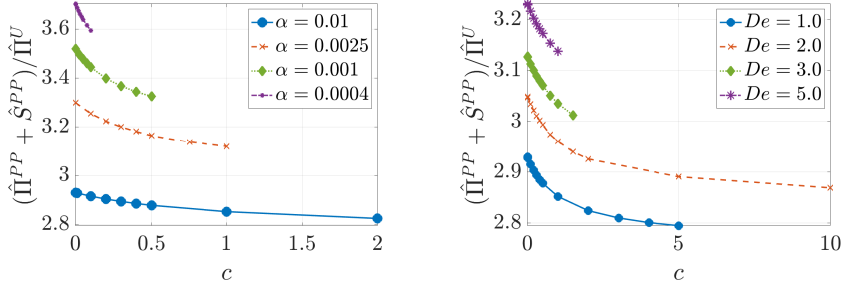 3.6
3.4
3.2
3
2.8
0
0.5
1
1.5
2
c
(Π̂^{PP} + Ŝ^{PP})/Π̂^{U}
α = 0.01
α = 0.0025
α = 0.001
α = 0.0004
3.2
3.1
3
2.9
2.8
0
5
10
c
(Π̂^{PP} + Ŝ^{PP})/Π̂^{U}
De = 1.0
De = 2.0
De = 3.0
De = 5.0